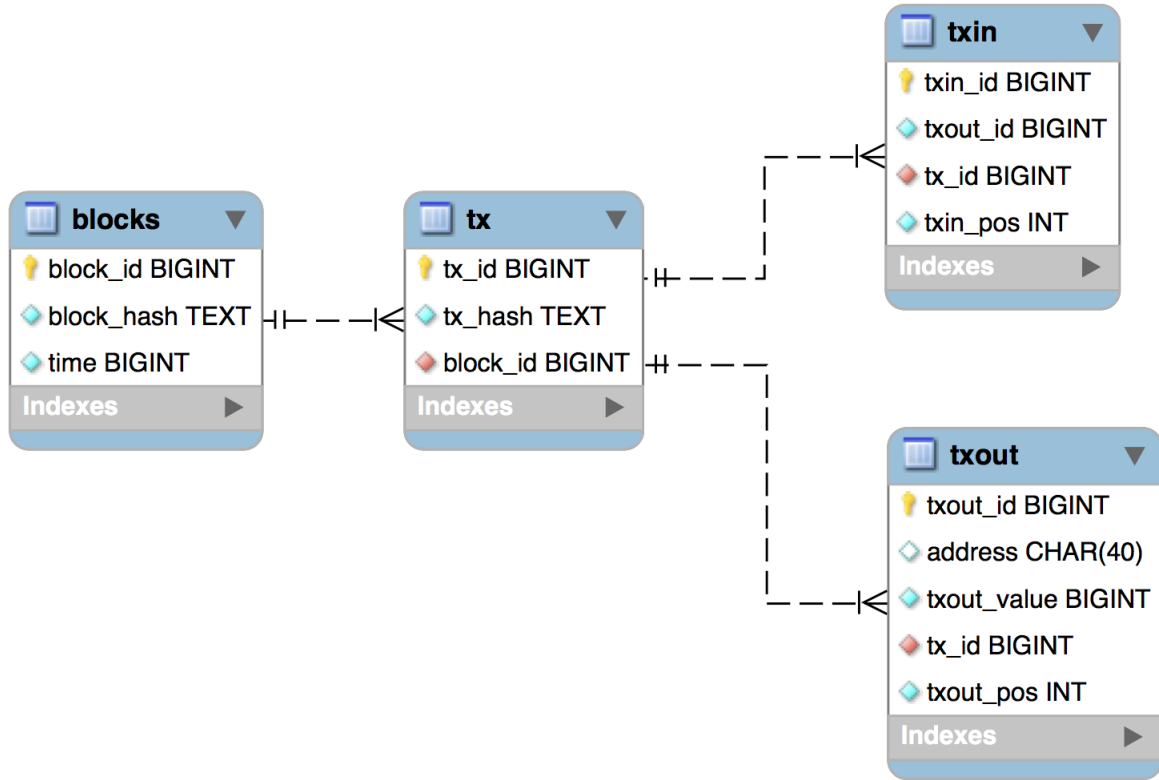 blocks
block_id BIGINT
block_hash TEXT
time BIGINT
Indexes
tx
tx_id BIGINT
tx_hash TEXT
block_id BIGINT
Indexes
txin
txin_id BIGINT
txout_id BIGINT
tx_id BIGINT
txin_pos INT
Indexes
txout
txout_id BIGINT
address CHAR(40)
txout_value BIGINT
tx_id BIGINT
txout_pos INT
Indexes